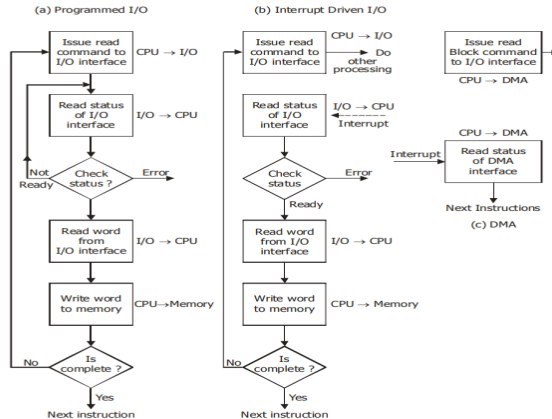 (a) Programmed I/O
Issue read
command to
I/O interface
CPU → I/O
Read status
of I/O
interface
I/O → CPU
Not
Ready
Check
status ?
Error
Read word
from
I/O interface
I/O → CPU
Write word
to memory
CPU→Memory
No
Is
complete ?
Yes
Next instruction
(b) Interrupt Driven I/O
Issue read
command to
I/O interface
CPU → I/O
Do
other
processing
Read status
of I/O
interface
I/O → CPU
Interrupt
Check
status
Error
Ready
Read word
from I/O
interface
I/O → CPU
Write word
to memory
CPU → Memory
No
Is
complete ?
Yes
Next instruction
Issue read
Block command
to I/O interface
CPU → DMA
CPU → DMA
Interrupt
Read status
of DMA
interface
Next Instructions
(c) DMA